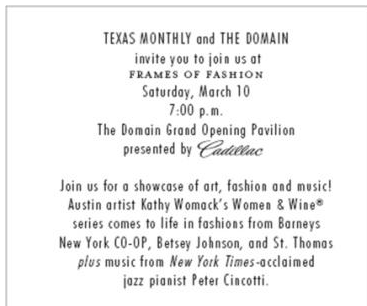 TEXAS MONTHLY and THE DOMAIN
invite you to join us at
FRAMES OF FASHION
Saturday, March 10
7:00 p.m.
The Domain Grand Opening Pavilion
presented by Cadillac
Join us for a showcase of art, fashion and music!
Austin artist Kathy Womack's Women & Wine®
series comes to life in fashions from Barneys
New York CO-OP, Betsey Johnson, and St. Thomas
plus music from New York Times-acclaimed
jazz pianist Peter Cincotti.